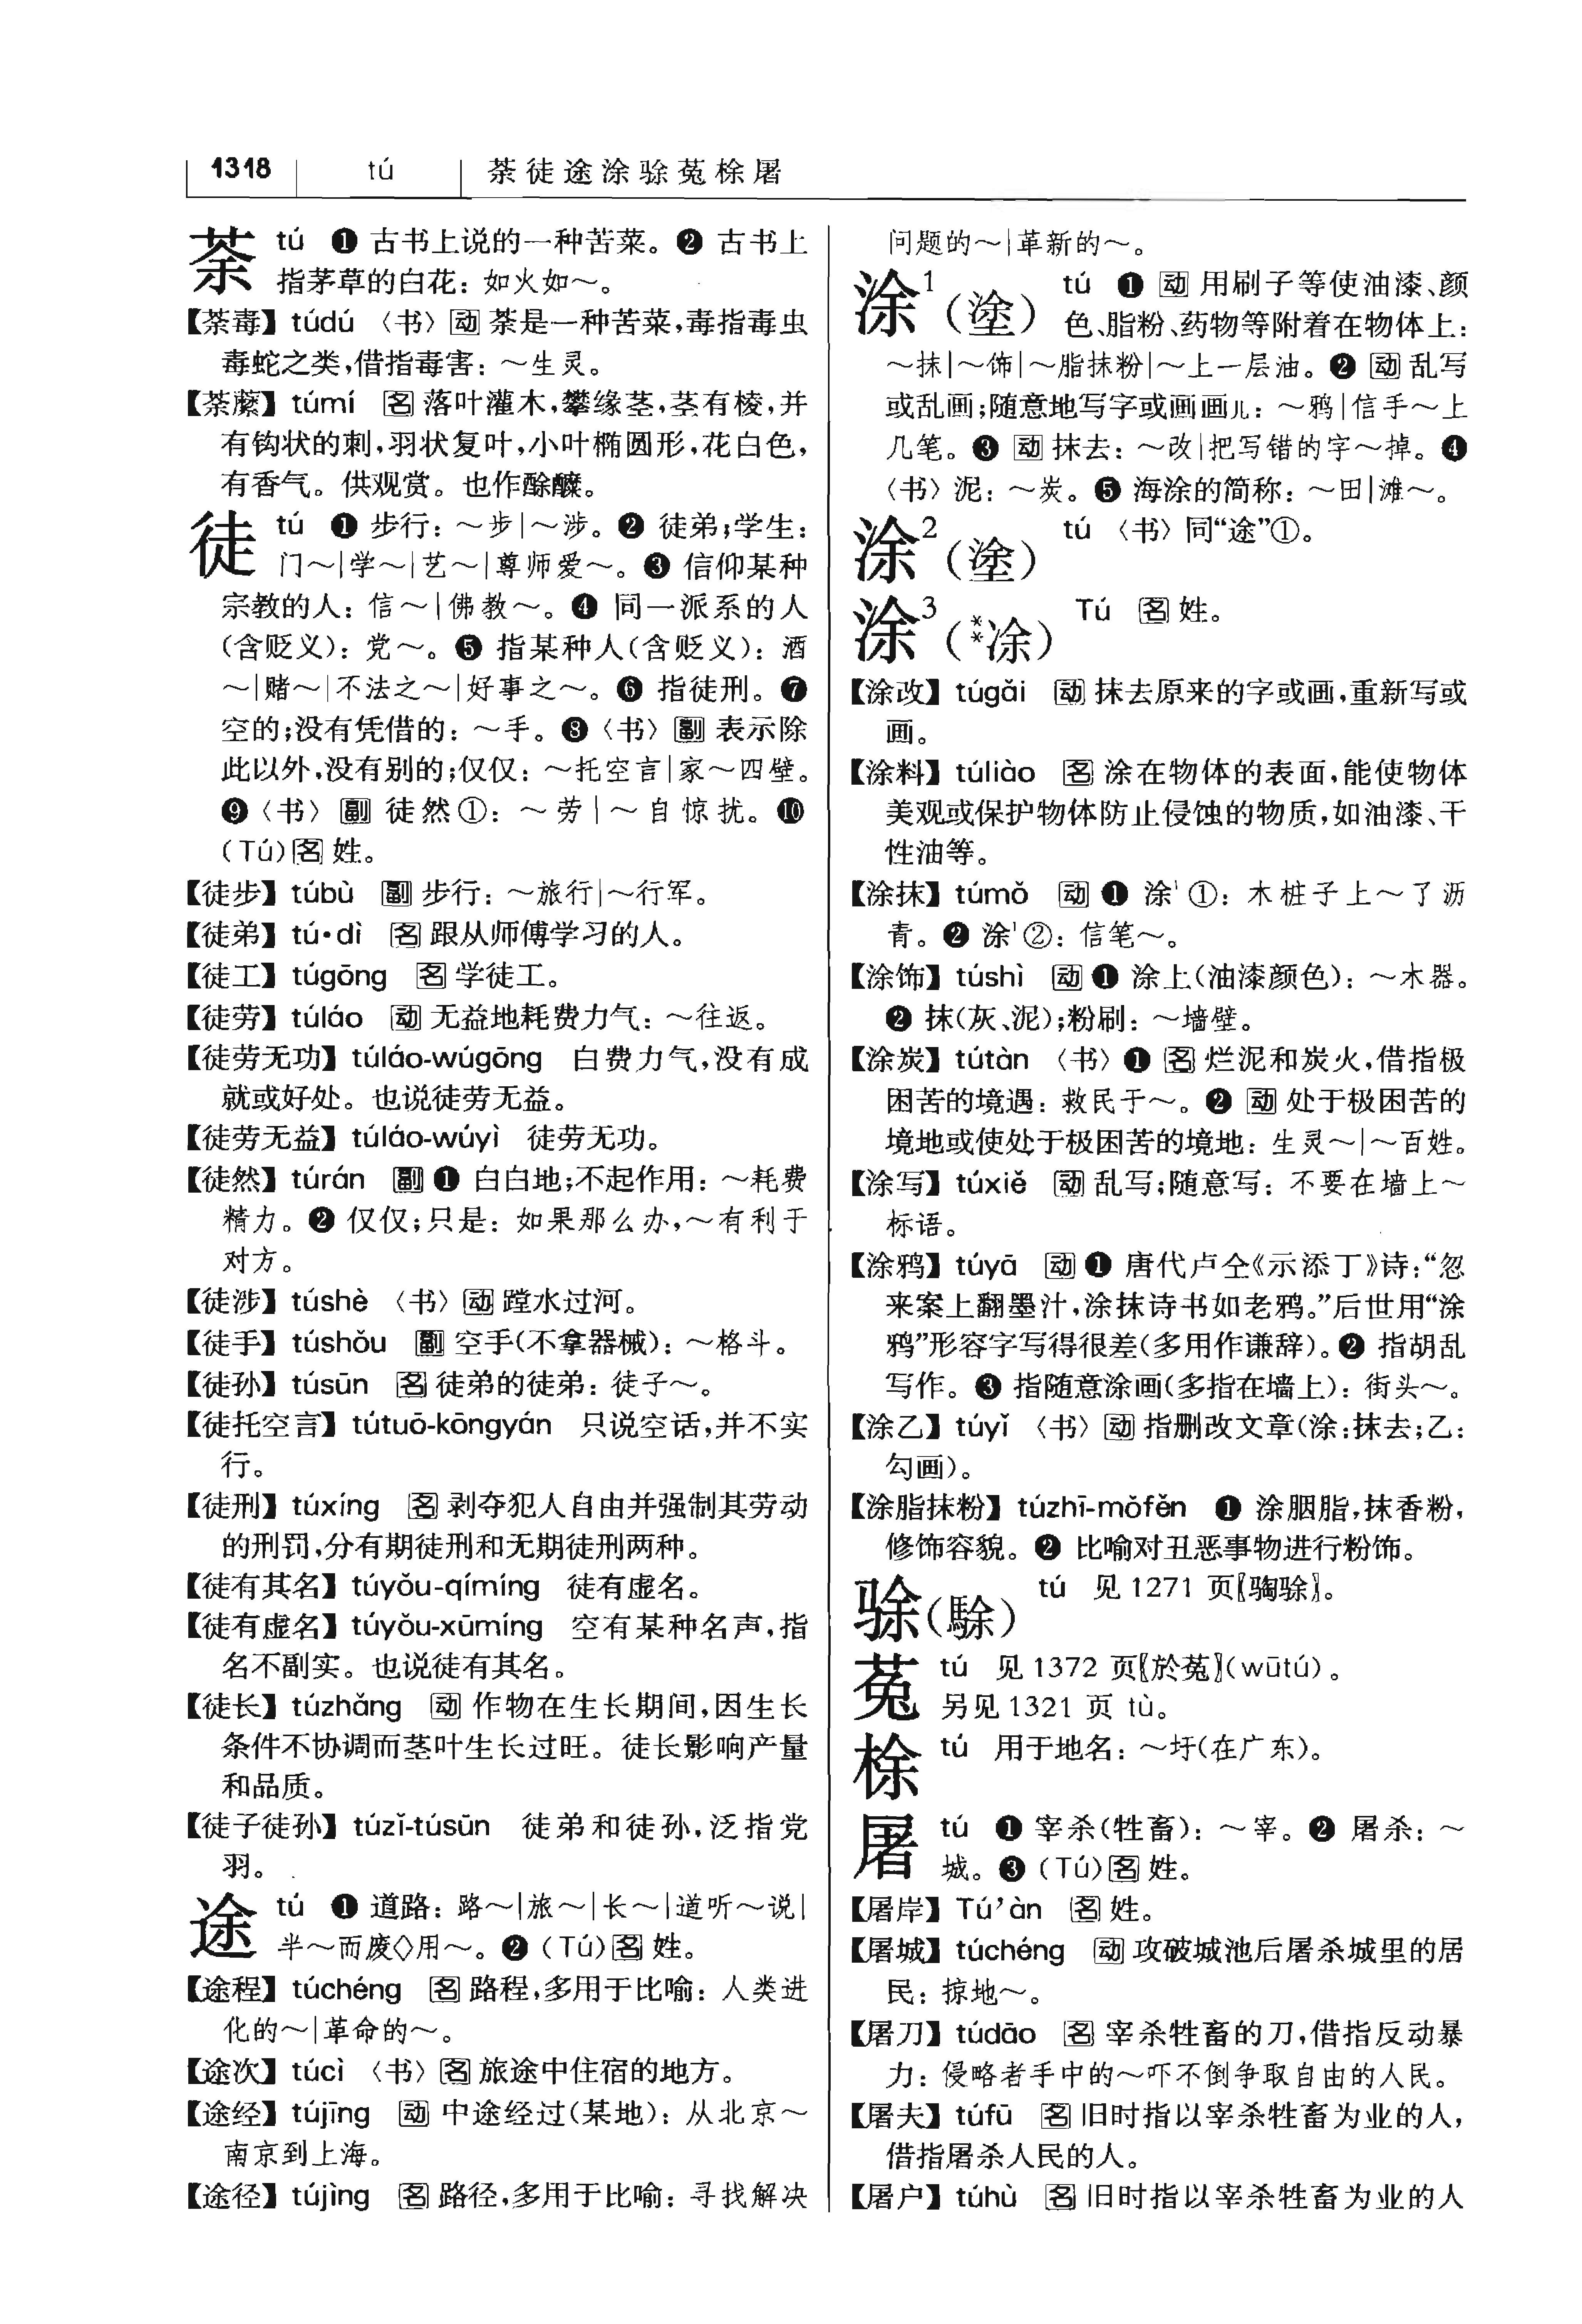 1318 tú 荼徒途涂駼菟梌屠
荼 tú ❶ 古书上说的一种苦菜。❷ 古书上
指茅草的白花：如火如～。
【荼毒】túdú 〈书〉动 荼是一种苦菜，毒指毒虫
毒蛇之类，借指毒害：～生灵。
【荼蘼】túmí 名 落叶灌木，攀缘茎，茎有棱，并
有钩状的刺，羽状复叶，小叶椭圆形，花白色，
有香气。供观赏。也作酴醾。
徒 tú ❶ 步行：～步|～涉。❷ 徒弟；学生：
门～|学～|艺～|尊师爱～。❸ 信仰某种
宗教的人：信～|佛教～。❹ 同一派系的人
（含贬义）：党～。❺ 指某种人（含贬义）：酒
～|赌～|不法之～|好事之～。❻ 指徒刑。❼
空的；没有凭借的：～手。❽〈书〉副 表示除
此以外，没有别的；仅仅：～托空言|家～四壁。
❾〈书〉副 徒然①：～劳|～自惊扰。❿
（Tú）名 姓。
【徒步】túbù 副 步行：～旅行|～行军。
【徒弟】tú·dì 名 跟从师傅学习的人。
【徒工】túgōng 名 学徒工。
【徒劳】túláo 动 无益地耗费力气：～往返。
【徒劳无功】túláo-wúgōng 白费力气，没有成
就或好处。也说徒劳无益。
【徒劳无益】túláo-wúyì 徒劳无功。
【徒然】túrán 副 ❶ 白白地；不起作用：～耗费
精力。❷ 仅仅；只是：如果那么办，～有利于
对方。
【徒涉】túshè 〈书〉动 蹚水过河。
【徒手】túshǒu 副 空手（不拿器械）：～格斗。
【徒孙】túsūn 名 徒弟的徒弟：徒子～。
【徒托空言】tútuō-kōngyán 只说空话，并不实
行。
【徒刑】túxíng 名 剥夺犯人自由并强制其劳动
的刑罚，分有期徒刑和无期徒刑两种。
【徒有其名】túyǒu-qímíng 徒有虚名。
【徒有虚名】túyǒu-xūmíng 空有某种名声，指
名不副实。也说徒有其名。
【徒长】túzhǎng 动 作物在生长期间，因生长
条件不协调而茎叶生长过旺。徒长影响产量
和品质。
【徒子徒孙】túzǐ-túsūn 徒弟和徒孙，泛指党
羽。
途 tú ❶ 道路：路～|旅～|长～|道听～说|
半～而废◇用～。❷（Tú）名 姓。
【途程】túchéng 名 路程，多用于比喻：人类进
化的～|革命的～。
【途次】túcì 〈书〉名 旅途中住宿的地方。
【途经】tújīng 动 中途经过（某地）：从北京～
南京到上海。
【途径】tújìng 名 路径，多用于比喻：寻找解决
问题的～|革新的～。
涂¹（塗） tú ❶ 动 用刷子等使油漆、颜
色、脂粉、药物等附着在物体上：
～抹|～饰|～脂抹粉|～上一层油。❷ 动 乱写
或乱画；随意地写字或画画儿：～鸦|信手～上
几笔。❸ 动 抹去：～改|把写错的字～掉。❹
〈书〉泥：～炭。❺ 海涂的简称：～田|滩～。
涂²（塗） tú 〈书〉同“途”①。
涂³（**涂） Tú 名 姓。
【涂改】túgǎi 动 抹去原来的字或画，重新写或
画。
【涂料】túliào 名 涂在物体的表面，能使物体
美观或保护物体防止侵蚀的物质，如油漆、干
性油等。
【涂抹】túmǒ 动 ❶ 涂¹①：木桩子上～了沥
青。❷ 涂¹②：信笔～。
【涂饰】túshì 动 ❶ 涂上（油漆颜色）：～木器。
❷ 抹（灰、泥）；粉刷：～墙壁。
【涂炭】tútàn 〈书〉❶ 名 烂泥和炭火，借指极
困苦的境遇：救民于～。❷ 动 处于极困苦的
境地或使处于极困苦的境地：生灵～|～百姓。
【涂写】túxiě 动 乱写；随意写：不要在墙上～
标语。
【涂鸦】túyā 动 ❶ 唐代卢仝《示添丁》诗：“忽
来案上翻墨汁，涂抹诗书如老鸦。”后世用“涂
鸦”形容字写得很差（多用作谦辞）。❷ 指胡乱
写作。❸ 指随意涂画（多指在墙上）：街头～。
【涂乙】túyǐ 〈书〉动 指删改文章（涂：抹去；乙：
勾画）。
【涂脂抹粉】túzhī-mǒfěn ❶ 涂胭脂，抹香粉，
修饰容貌。❷ 比喻对丑恶事物进行粉饰。
𬳿（駼） tú 见 1271 页〖𬳽𬳿〗。
菟 tú 见 1372 页〖於菟〗（wūtú）。
另见 1321 页 tù。
梌 tú 用于地名：～圩（在广东）。
屠 tú ❶ 宰杀（牲畜）：～宰。❷ 屠杀：～
城。❸（Tú）名 姓。
【屠岸】Tú’àn 名 姓。
【屠城】túchéng 动 攻破城池后屠杀城里的居
民：掠地～。
【屠刀】túdāo 名 宰杀牲畜的刀，借指反动暴
力：侵略者手中的～吓不倒争取自由的人民。
【屠夫】túfū 名 旧时指以宰杀牲畜为业的人，
借指屠杀人民的人。
【屠户】túhù 名 旧时指以宰杀牲畜为业的人